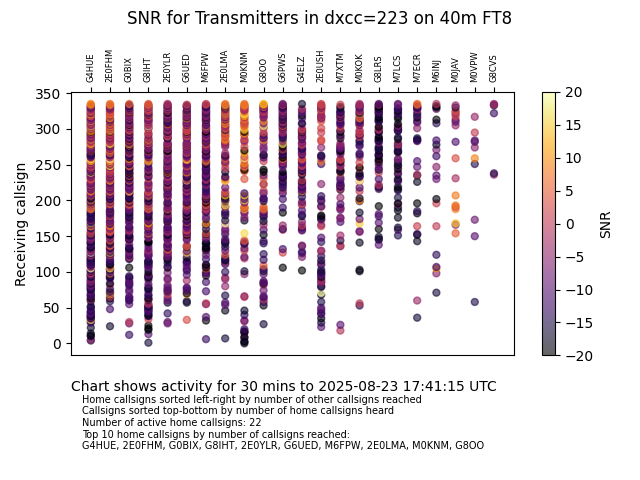 SNR for Transmitters in dxcc=223 on 40m FT8
G4HUE 2E0FHM G0BIX G8IHT 2E0YLR G6UED M6FPW 2E0LMA M0KNM G8OO G6PWS G4ELZ 2E0USH M7XTM M0XOK G8LRS M7LCS M7ECR M6INJ M0JAV M0VPW G8CVS
350
300
250
200
150
100
50
0
Receiving callsign
20
15
10
5
0
−5
−10
−15
−20
SNR
Chart shows activity for 30 mins to 2025-08-23 17:41:15 UTC
Home callsigns sorted left-right by number of other callsigns reached
Callsigns sorted top-bottom by number of home callsigns heard
Number of active home callsigns: 22
Top 10 home callsigns by number of callsigns reached:
G4HUE, 2E0FHM, G0BIX, G8IHT, 2E0YLR, G6UED, M6FPW, 2E0LMA, M0KNM, G8OO